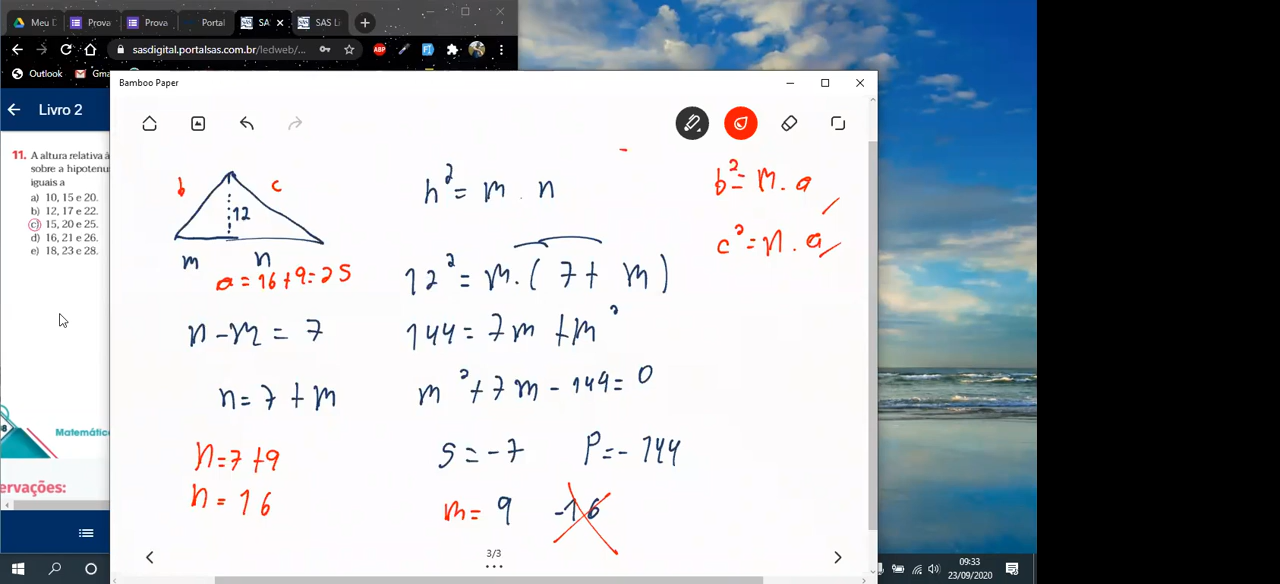 Meu D
Prova
Prova
Portal
SAS
SAS Li
sasdigital.portalsas.com.br/ledweb/...
ABP
Outlook
Gma
Bamboo Paper
Livro 2
11. A altura relativa à
sobre a hipotenu
iguais a
a) 10, 15 e 20.
b) 12, 17 e 22.
c) 15, 20 e 25.
d) 16, 21 e 26.
e) 18, 23 e 28.
Matemátic
ervações:
b
c
12
m
n
a = 16+9 = 25
n - m = 7
n = 7 + m
n = 7 + 9
n = 16
h² = m . n
12² = m . ( 7 + m )
144 = 7m + m²
m² + 7m - 144 = 0
S = -7
P = - 144
m = 9
-16
b² = m . a
c² = n . a
3/3
09:33
23/09/2020